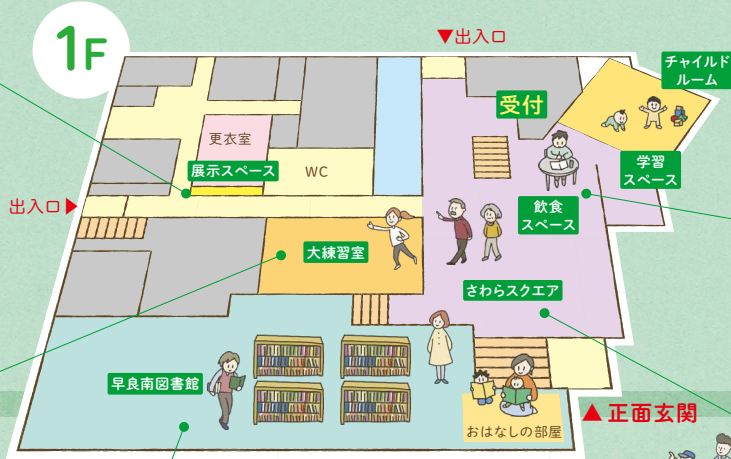 1F
▼出入口
チャイルド
ルーム
受付
更衣室
展示スペース
WC
学習
スペース
出入口▶
飲食
スペース
大練習室
さわらスクエア
早良南図書館
おはなしの部屋
▲正面玄関